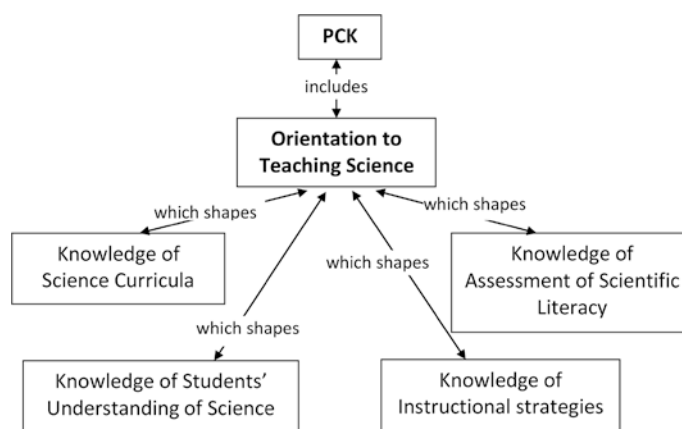 PCK
includes
Orientation to
Teaching Science
which shapes
which shapes
Knowledge of
Science Curricula
Knowledge of
Assessment of Scientific
Literacy
which shapes
which shapes
Knowledge of Students’
Understanding of Science
Knowledge of
Instructional strategies